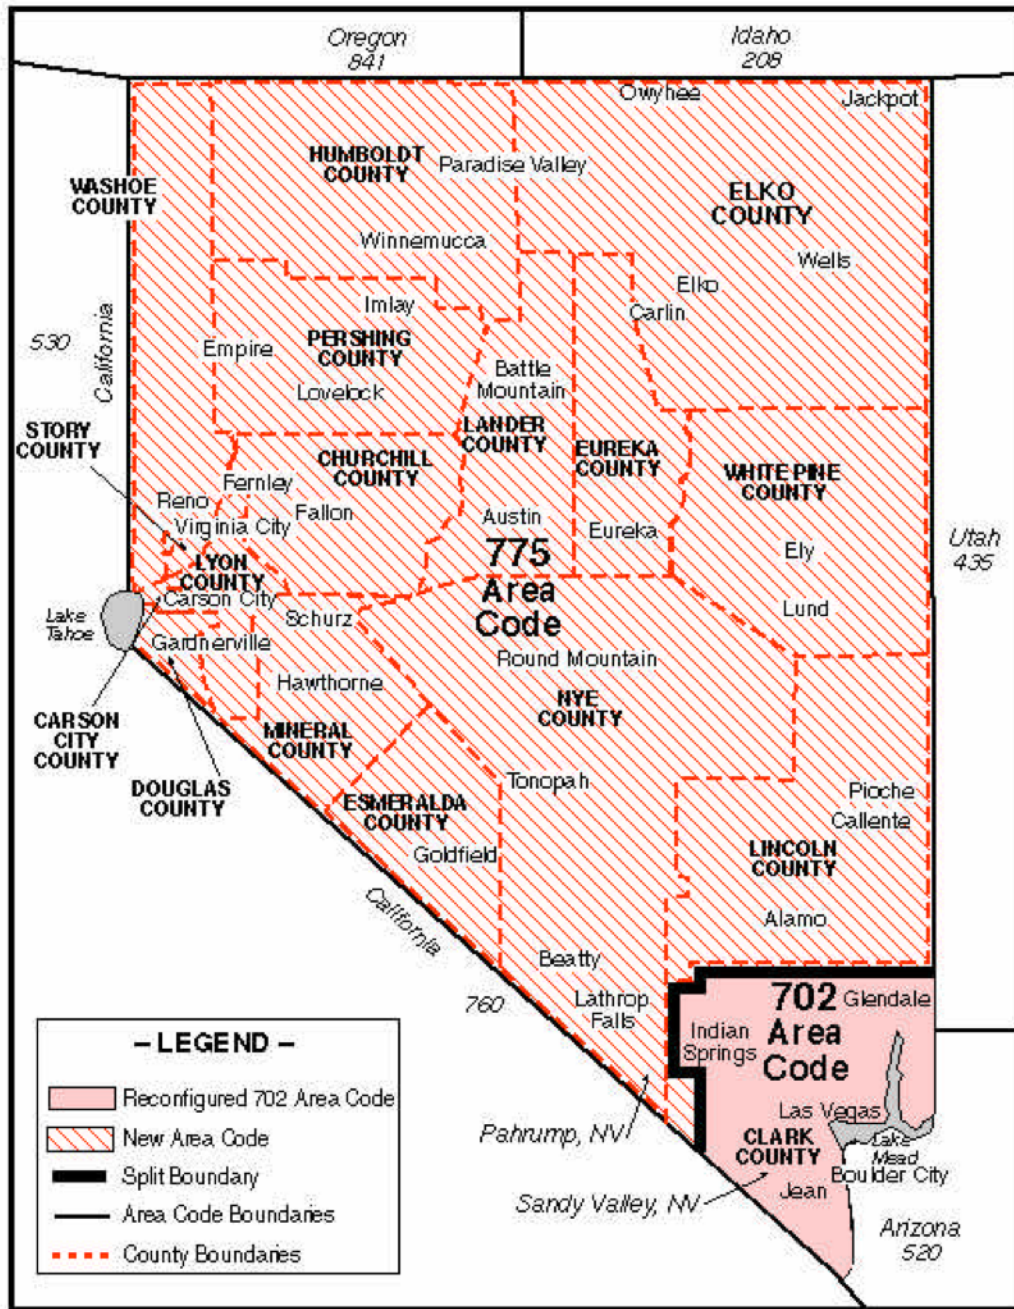 Oregon
841
Idaho
208
Owyhee
Jackpot
HUMBOLDT
COUNTY
Paradise Valley
WASHOE
COUNTY
ELKO
COUNTY
Winnemucca
Wells
Elko
Imlay
Carlin
530
California
Empire
PERSHING
COUNTY
Lovelock
Battle
Mountain
STORY
COUNTY
LANDER
COUNTY
CHURCHILL
COUNTY
EUREKA
COUNTY
WHITE PINE
COUNTY
Fernley
Reno
Fallon
Virginia City
Austin
Eureka
Ely
Utah
435
775
Area
Code
LYON
COUNTY
Carson City
Lake
Tahoe
Schurz
Lund
Gardnerville
Round Mountain
Hawthorne
NYE
COUNTY
CARSON
CITY
COUNTY
MINERAL
COUNTY
DOUGLAS
COUNTY
Tonopah
ESMERALDA
COUNTY
Pioche
Callente
Goldfield
LINCOLN
COUNTY
California
Alamo
Beatty
760
Lathrop
Falls
702
Area
Code
Glendale
Indian
Springs
– LEGEND –
Reconfigured 702 Area Code
New Area Code
Split Boundary
Area Code Boundaries
County Boundaries
Las Vegas
Pahrump, NV
CLARK
COUNTY
Lake
Mead
Boulder City
Jean
Sandy Valley, NV
Arizona
520